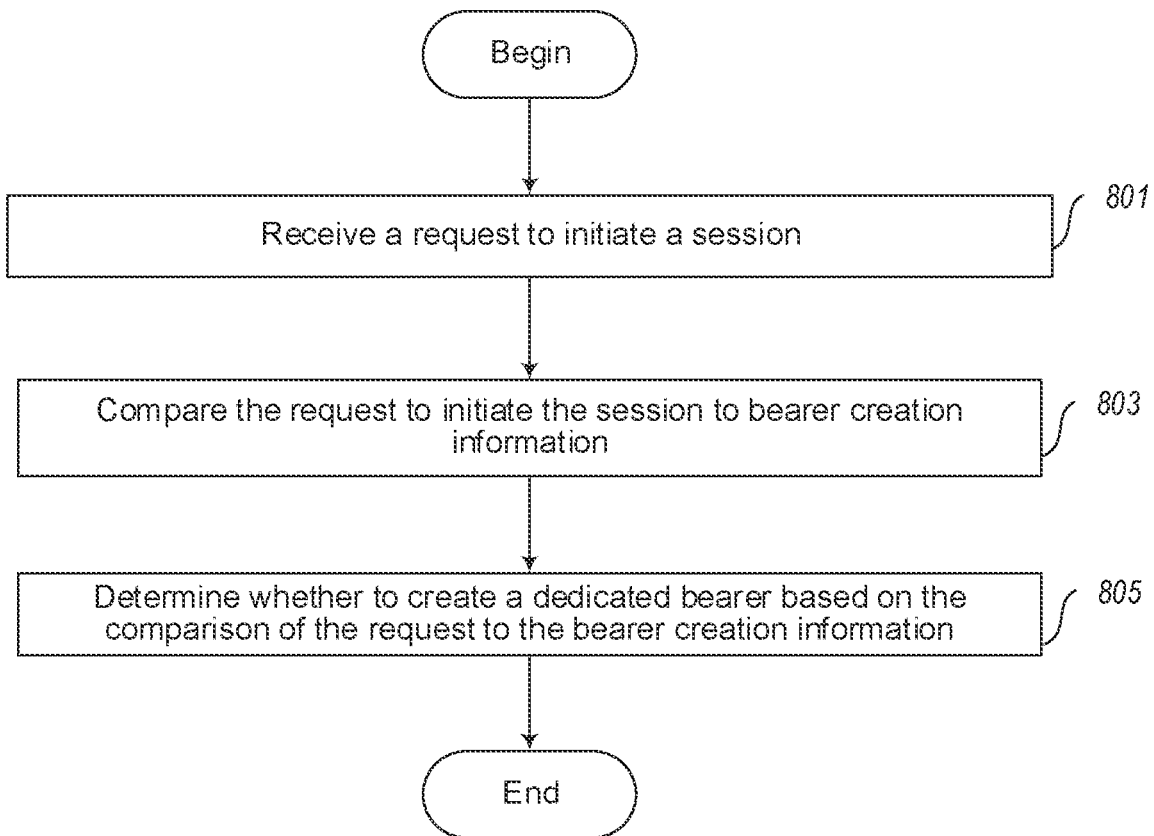 Begin
Receive a request to initiate a session
801
Compare the request to initiate the session to bearer creation
information
803
Determine whether to create a dedicated bearer based on the
comparison of the request to the bearer creation information
805
End